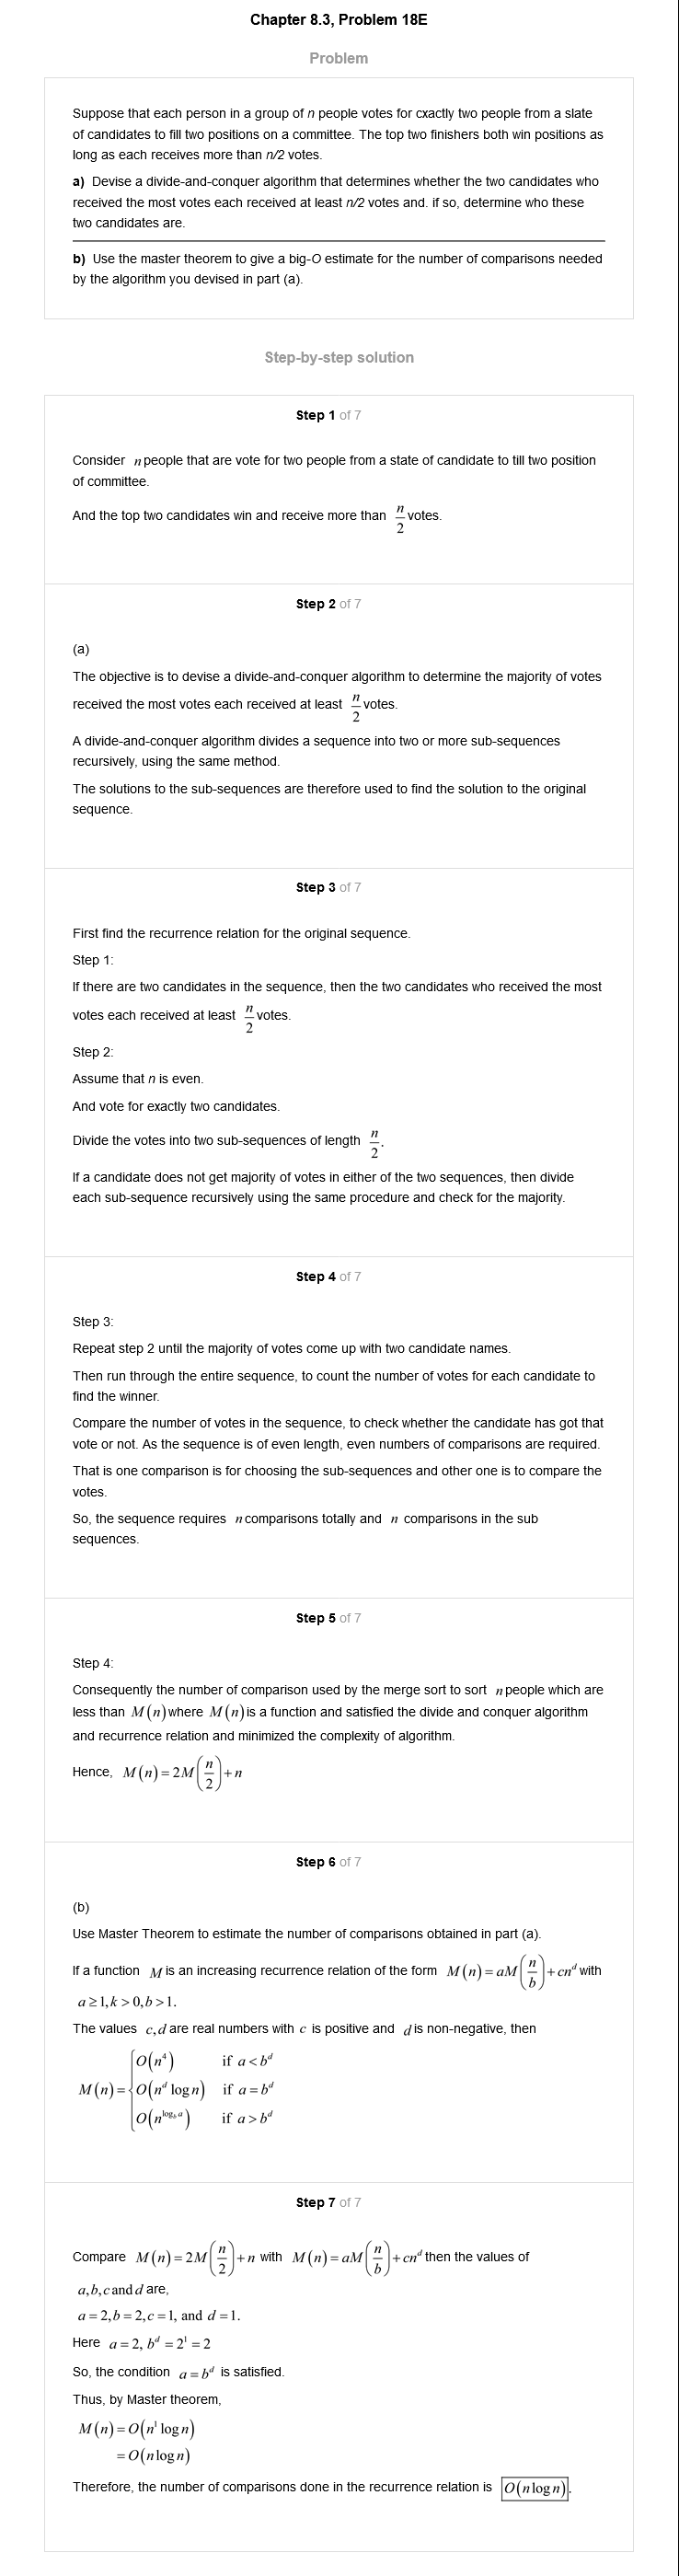 Chapter 8.3, Problem 18E
Problem
Suppose that each person in a group of n people votes for cxactly two people from a slate
of candidates to fill two positions on a committee. The top two finishers both win positions as
long as each receives more than n/2 votes.
a) Devise a divide-and-conquer algorithm that determines whether the two candidates who
received the most votes each received at least n/2 votes and. if so, determine who these
two candidates are.
b) Use the master theorem to give a big-O estimate for the number of comparisons needed
by the algorithm you devised in part (a).
Step-by-step solution
Step 1 of 7
Consider n people that are vote for two people from a state of candidate to till two position
of committee.
And the top two candidates win and receive more than n/2 votes.
Step 2 of 7
(a)
The objective is to devise a divide-and-conquer algorithm to determine the majority of votes
received the most votes each received at least n/2 votes.
A divide-and-conquer algorithm divides a sequence into two or more sub-sequences
recursively, using the same method.
The solutions to the sub-sequences are therefore used to find the solution to the original
sequence.
Step 3 of 7
First find the recurrence relation for the original sequence.
Step 1:
If there are two candidates in the sequence, then the two candidates who received the most
votes each received at least n/2 votes.
Step 2:
Assume that n is even.
And vote for exactly two candidates.
Divide the votes into two sub-sequences of length n/2.
If a candidate does not get majority of votes in either of the two sequences, then divide
each sub-sequence recursively using the same procedure and check for the majority.
Step 4 of 7
Step 3:
Repeat step 2 until the majority of votes come up with two candidate names.
Then run through the entire sequence, to count the number of votes for each candidate to
find the winner.
Compare the number of votes in the sequence, to check whether the candidate has got that
vote or not. As the sequence is of even length, even numbers of comparisons are required.
That is one comparison is for choosing the sub-sequences and other one is to compare the
votes.
So, the sequence requires n comparisons totally and n comparisons in the sub
sequences.
Step 5 of 7
Step 4:
Consequently the number of comparison used by the merge sort to sort n people which are
less than M(n) where M(n) is a function and satisfied the divide and conquer algorithm
and recurrence relation and minimized the complexity of algorithm.
Hence, M(n) = 2M(n/2) + n
Step 6 of 7
(b)
Use Master Theorem to estimate the number of comparisons obtained in part (a).
If a function M is an increasing recurrence relation of the form M(n) = aM(n/b) + cn^d with
a ≥ 1, k > 0, b > 1.
The values c, d are real numbers with c is positive and d is non-negative, then
M(n) = { O(n^4) if a < b^d
O(n^d log n) if a = b^d
O(n^(log_b a)) if a > b^d
Step 7 of 7
Compare M(n) = 2M(n/2) + n with M(n) = aM(n/b) + cn^d then the values of
a, b, c and d are,
a = 2, b = 2, c = 1, and d = 1.
Here a = 2, b^d = 2^1 = 2
So, the condition a = b^d is satisfied.
Thus, by Master theorem,
M(n) = O(n^1 log n)
= O(n log n)
Therefore, the number of comparisons done in the recurrence relation is O(n log n).